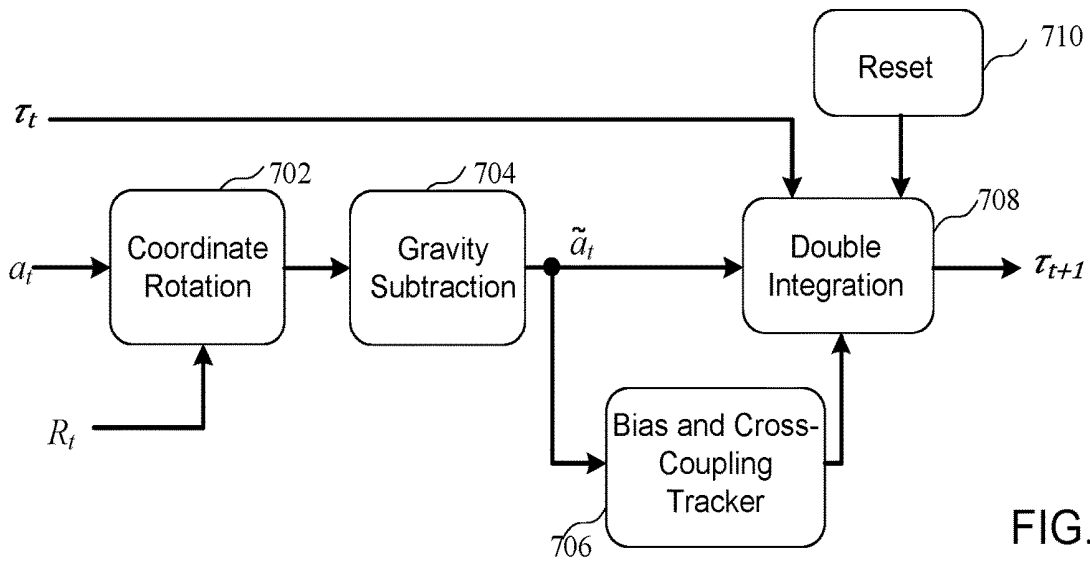 710
Reset
τt
702
704
708
Coordinate
Rotation
Gravity
Subtraction
ãt
Double
Integration
τt+1
at
Rt
Bias and Cross-
Coupling
Tracker
706
FIG.